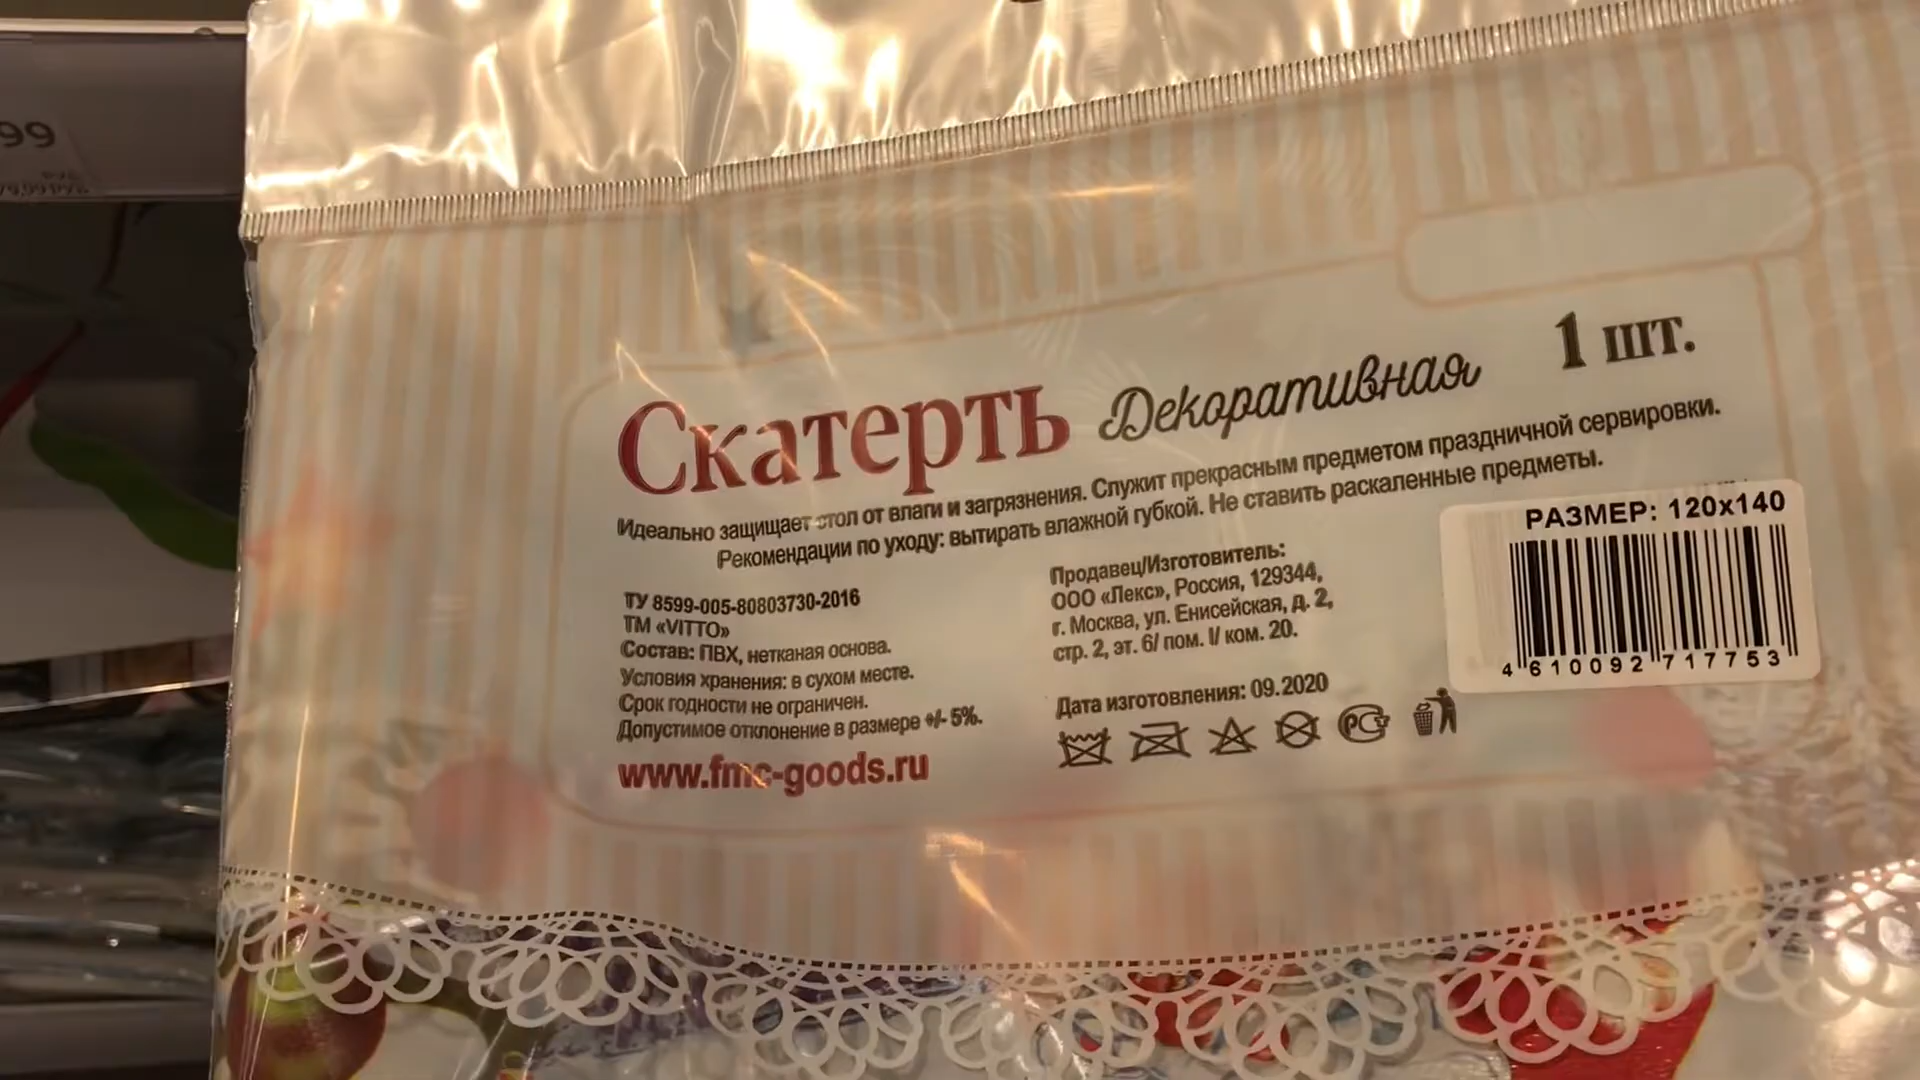 99
Скатерть Декоративная 1 шт.
Идеально защищает стол от влаги и загрязнения. Служит прекрасным предметом праздничной сервировки.
Рекомендации по уходу: вытирать влажной губкой. Не ставить раскаленные предметы.
ТУ 8599-005-80803730-2016
ТМ «VITTO»
Состав: ПВХ, нетканая основа.
Условия хранения: в сухом месте.
Срок годности не ограничен.
Допустимое отклонение в размере +/- 5%.
www.fmc-goods.ru
Продавец/Изготовитель:
ООО «Лекс», Россия, 129344,
г. Москва, ул. Енисейская, д. 2,
стр. 2, эт. 6/ пом. I/ ком. 20.
Дата изготовления: 09.2020
РСТ
РАЗМЕР: 120x140
4 610092 717753